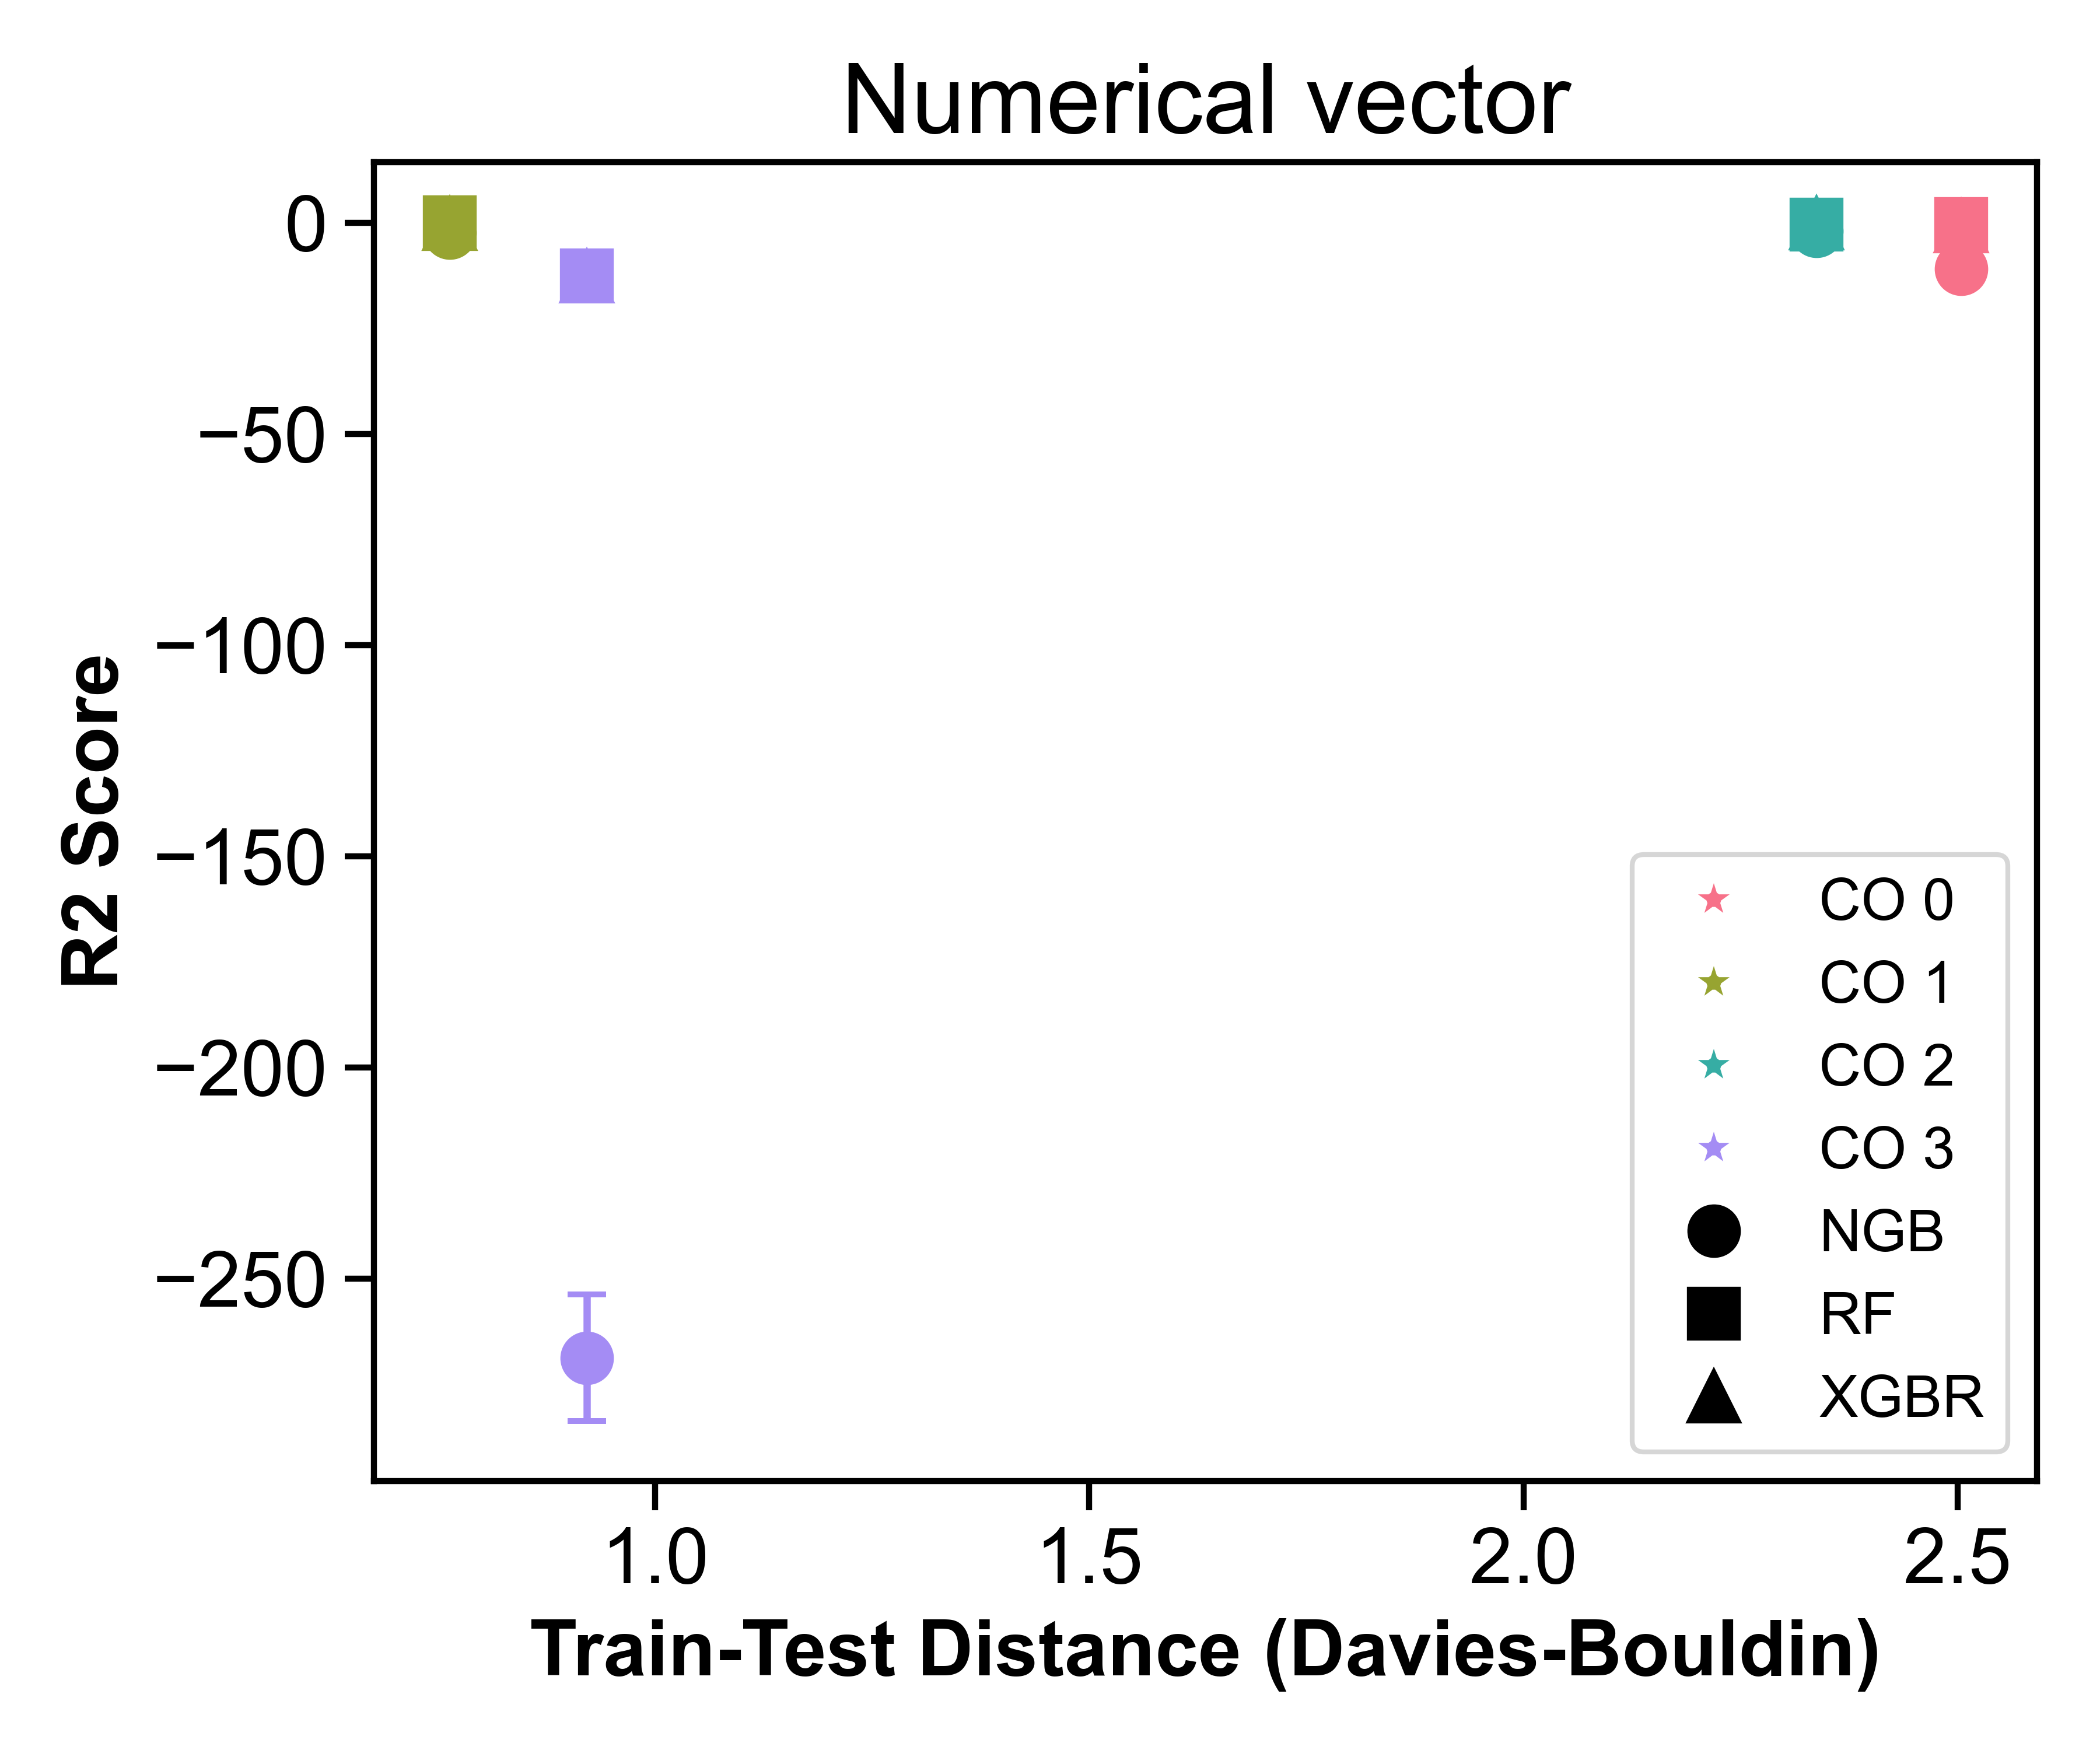 Numerical vector
0
−50
−100
−150
−200
−250
R2 Score
CO 0
CO 1
CO 2
CO 3
NGB
RF
XGBR
1.0 1.5 2.0 2.5
Train-Test Distance (Davies-Bouldin)